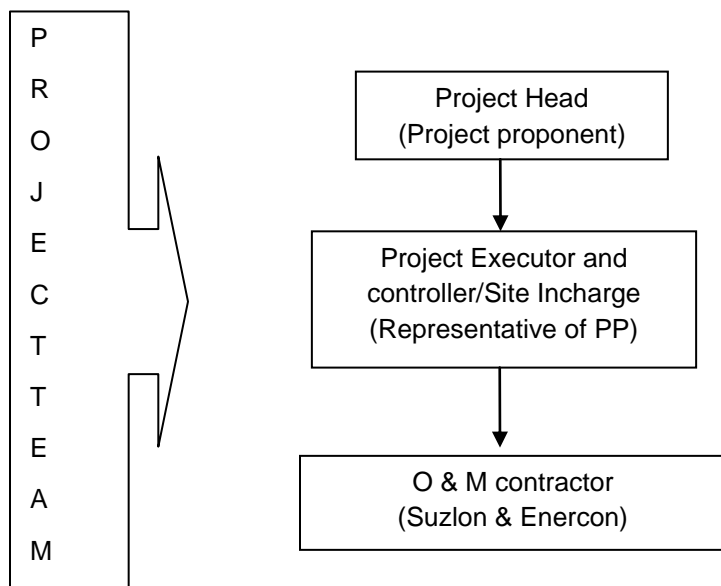 P
R
O
J
E
C
T
T
E
A
M
Project Head
(Project proponent)
Project Executor and
controller/Site Incharge
(Representative of PP)
O & M contractor
(Suzlon & Enercon)